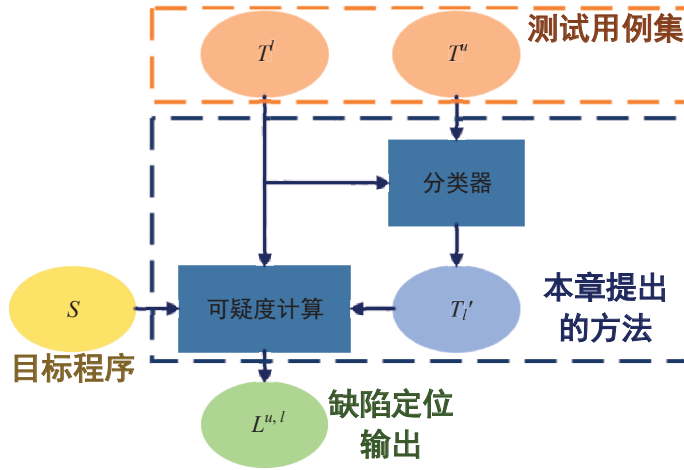 测试用例集
T^l
T^u
分类器
S
可疑度计算
T_l′
本章提出
的方法
目标程序
L^{u, l}
缺陷定位
输出